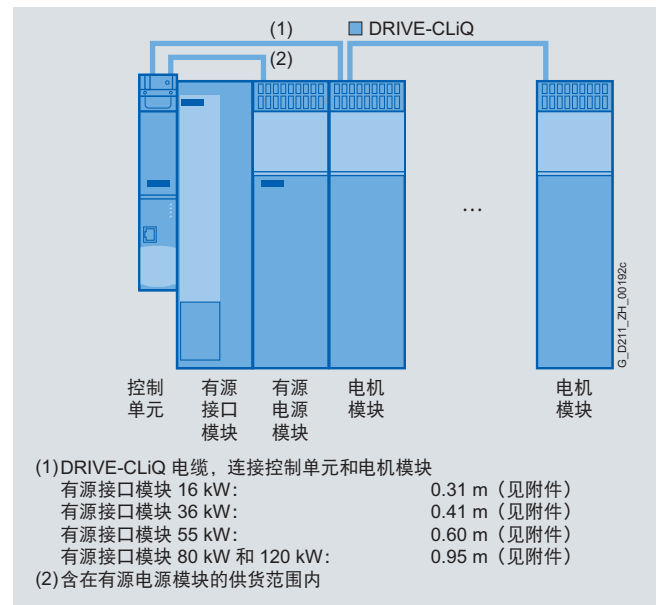 (1)
DRIVE-CLiQ
(2)
…
G_D211_ZH_00192c
控制
单元
有源
接口
模块
有源
电源
模块
电机
模块
电机
模块
(1)DRIVE-CLiQ 电缆，连接控制单元和电机模块
有源接口模块 16 kW： 0.31 m（见附件）
有源接口模块 36 kW： 0.41 m（见附件）
有源接口模块 55 kW： 0.60 m（见附件）
有源接口模块 80 kW 和 120 kW： 0.95 m（见附件）
(2)含在有源电源模块的供货范围内